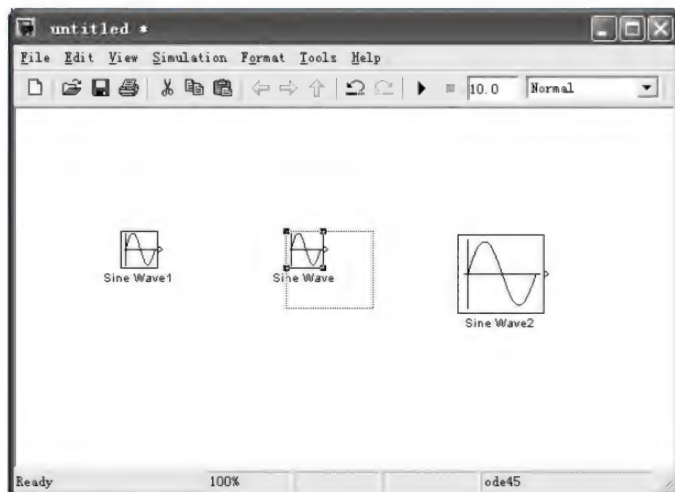 untitled *
File Edit View Simulation Format Tools Help
10.0 Normal
Sine Wave1
Sine Wave
Sine Wave2
Ready 100% ode45